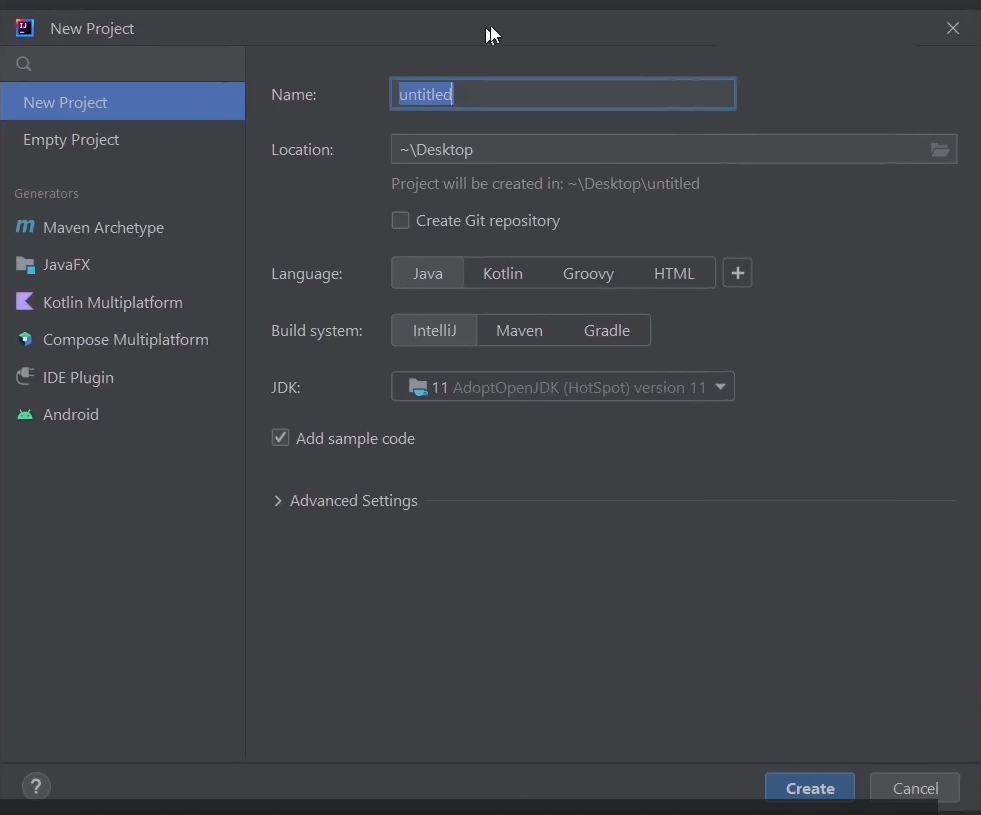 New Project
New Project
Empty Project
Generators
Maven Archetype
JavaFX
Kotlin Multiplatform
Compose Multiplatform
IDE Plugin
Android
Name: untitled
Location: ~\Desktop
Project will be created in: ~\Desktop\untitled
Create Git repository
Language: Java Kotlin Groovy HTML +
Build system: IntelliJ Maven Gradle
JDK: 11 AdoptOpenJDK (HotSpot) version 11
Add sample code
Advanced Settings
? Create Cancel